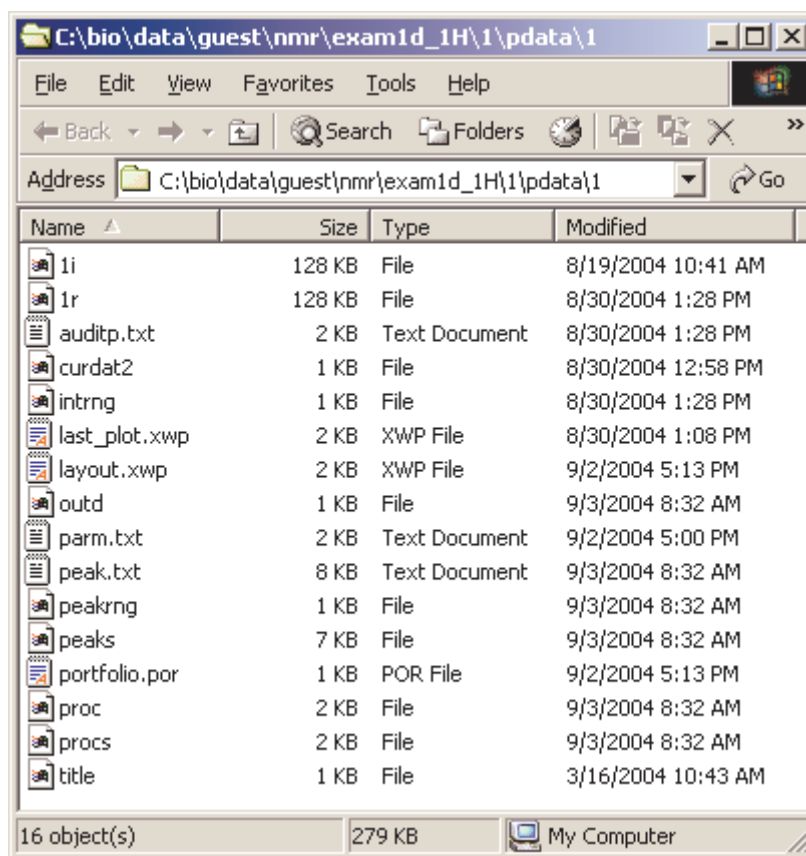 C:\bio\data\guest\nmr\exam1d_1H\1\pdata\1
File Edit View Favorites Tools Help
Back Search Folders »
Address C:\bio\data\guest\nmr\exam1d_1H\1\pdata\1 Go
Name Size Type Modified
1i 128 KB File 8/19/2004 10:41 AM
1r 128 KB File 8/30/2004 1:28 PM
auditp.txt 2 KB Text Document 8/30/2004 1:28 PM
curdat2 1 KB File 8/30/2004 12:58 PM
intrng 1 KB File 8/30/2004 1:28 PM
last_plot.xwp 2 KB XWP File 8/30/2004 1:08 PM
layout.xwp 2 KB XWP File 9/2/2004 5:13 PM
outd 1 KB File 9/3/2004 8:32 AM
parm.txt 2 KB Text Document 9/2/2004 5:00 PM
peak.txt 8 KB Text Document 9/3/2004 8:32 AM
peakrng 1 KB File 9/3/2004 8:32 AM
peaks 7 KB File 9/3/2004 8:32 AM
portfolio.por 1 KB POR File 9/2/2004 5:13 PM
proc 2 KB File 9/3/2004 8:32 AM
procs 2 KB File 9/3/2004 8:32 AM
title 1 KB File 3/16/2004 10:43 AM
16 object(s) 279 KB My Computer